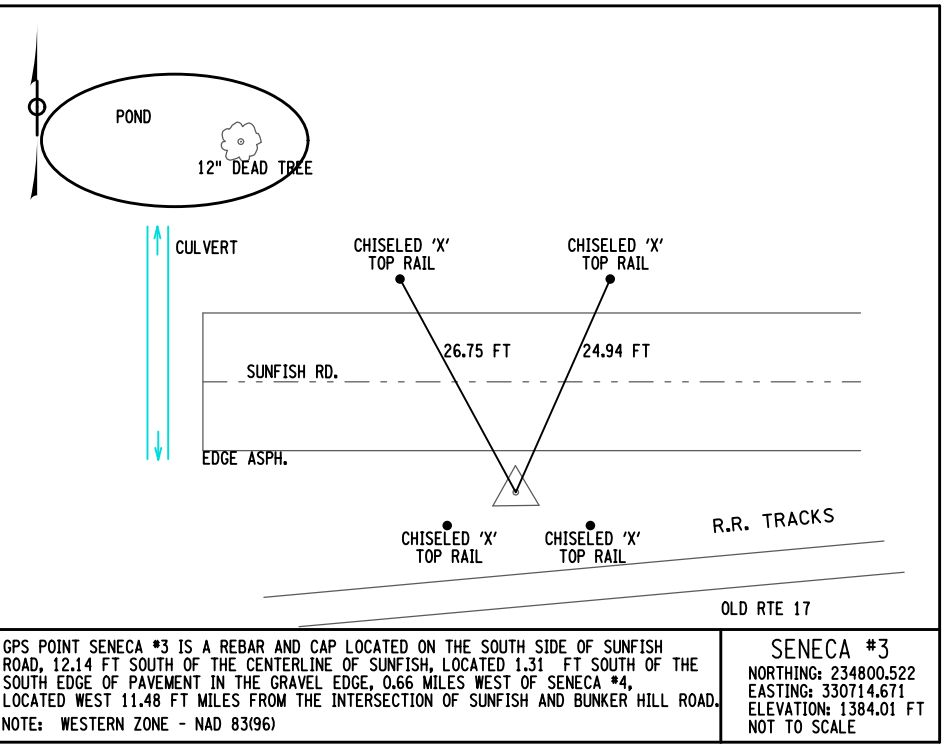 POND
12" DEAD TREE
CULVERT
CHISELED 'X'
TOP RAIL
CHISELED 'X'
TOP RAIL
26.75 FT
24.94 FT
SUNFISH RD.
EDGE ASPH.
CHISELED 'X'
TOP RAIL
CHISELED 'X'
TOP RAIL
R.R. TRACKS
OLD RTE 17
GPS POINT SENECA #3 IS A REBAR AND CAP LOCATED ON THE SOUTH SIDE OF SUNFISH
ROAD, 12.14 FT SOUTH OF THE CENTERLINE OF SUNFISH, LOCATED 1.31 FT SOUTH OF THE
SOUTH EDGE OF PAVEMENT IN THE GRAVEL EDGE, 0.66 MILES WEST OF SENECA #4,
LOCATED WEST 11.48 FT MILES FROM THE INTERSECTION OF SUNFISH AND BUNKER HILL ROAD.
NOTE: WESTERN ZONE - NAD 83(96)
SENECA #3
NORTHING: 234800.522
EASTING: 330714.671
ELEVATION: 1384.01 FT
NOT TO SCALE